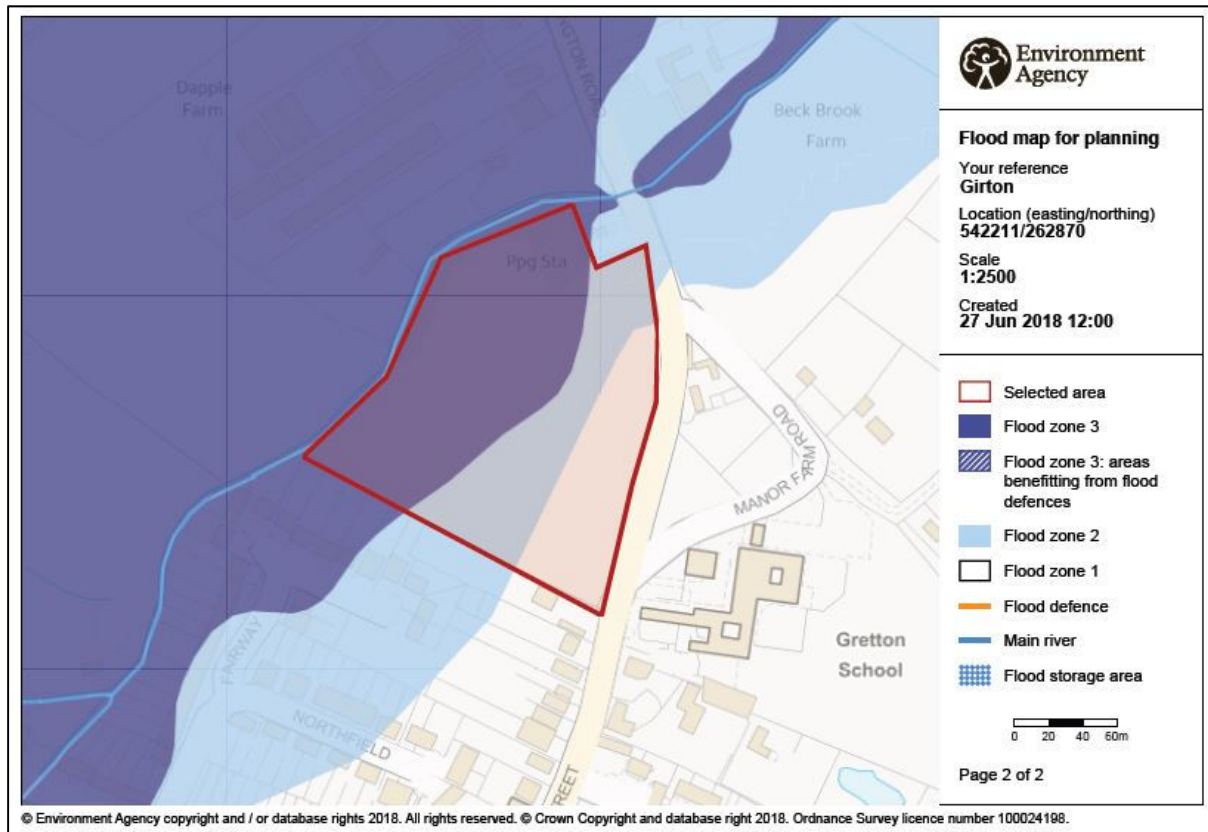 Dapple
Farm
NGTON ROAD
Beck Brook
Farm
Ppg Sta
MANOR FARM ROAD
Gretton
School
FAIRWAY
NORTHFIELD
REET
Environment
Agency
Flood map for planning
Your reference
Girton
Location (easting/northing)
542211/262870
Scale
1:2500
Created
27 Jun 2018 12:00
Selected area
Flood zone 3
Flood zone 3: areas
benefitting from flood
defences
Flood zone 2
Flood zone 1
Flood defence
Main river
Flood storage area
0 20 40 60m
Page 2 of 2
© Environment Agency copyright and / or database rights 2018. All rights reserved. © Crown Copyright and database right 2018. Ordnance Survey licence number 100024198.